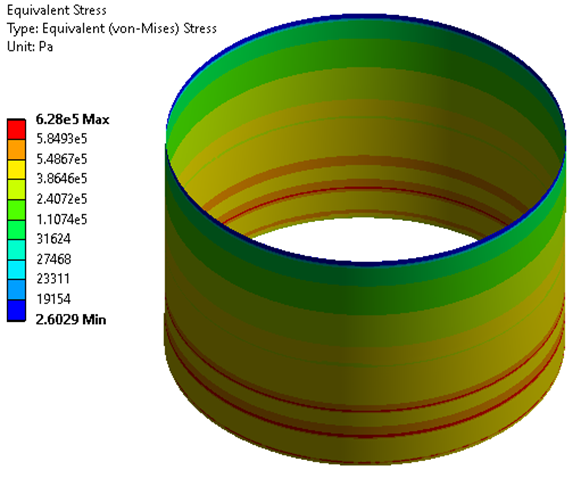 Equivalent Stress
Type: Equivalent (von-Mises) Stress
Unit: Pa
6.28e5 Max
5.8493e5
5.4867e5
3.8646e5
2.4072e5
1.1074e5
31624
27468
23311
19154
2.6029 Min